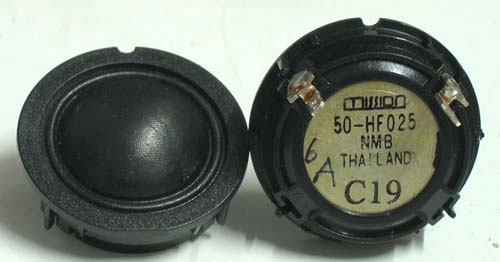 mission
50-HF025
NMB
THAILAND
6A
C19